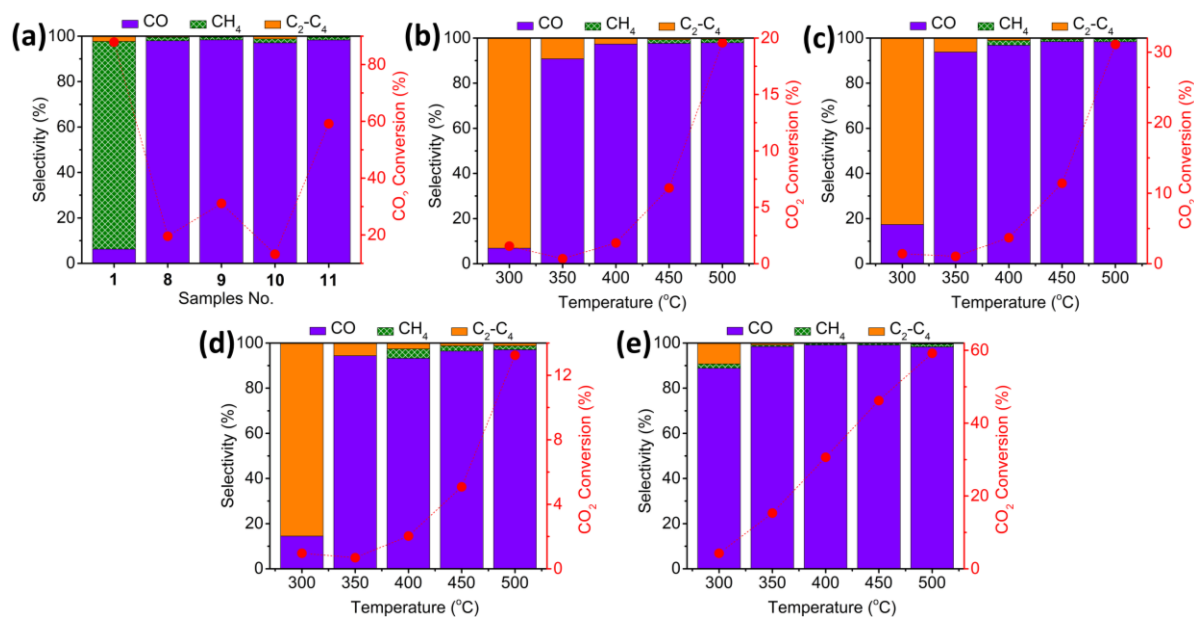 (a)
CO CH₄ C₂-C₄
100
80
60
40
20
0
Selectivity (%)
80
60
40
20
CO₂ Conversion (%)
1 8 9 10 11
Samples No.
(b)
CO CH₄ C₂-C₄
100
80
60
40
20
0
Selectivity (%)
20
15
10
5
0
CO₂ Conversion (%)
300 350 400 450 500
Temperature (°C)
(c)
CO CH₄ C₂-C₄
100
80
60
40
20
0
Selectivity (%)
30
20
10
0
CO₂ Conversion (%)
300 350 400 450 500
Temperature (°C)
(d)
CO CH₄ C₂-C₄
100
80
60
40
20
0
Selectivity (%)
12
8
4
0
CO₂ Conversion (%)
300 350 400 450 500
Temperature (°C)
(e)
CO CH₄ C₂-C₄
100
80
60
40
20
0
Selectivity (%)
60
40
20
0
CO₂ Conversion (%)
300 350 400 450 500
Temperature (°C)